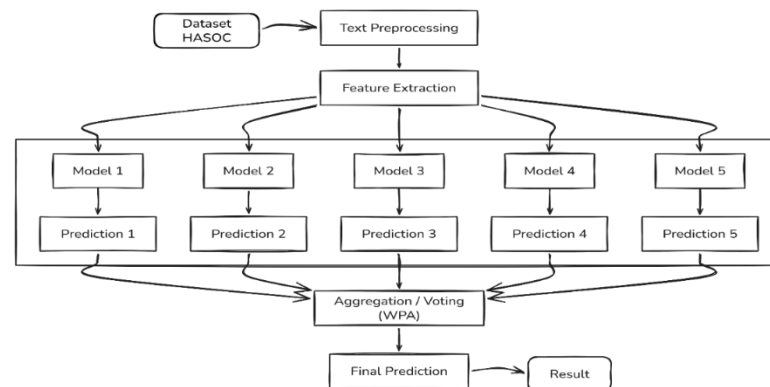 Dataset
HASOC
Text Preprocessing
Feature Extraction
Model 1
Model 2
Model 3
Model 4
Model 5
Prediction 1
Prediction 2
Prediction 3
Prediction 4
Prediction 5
Aggregation / Voting
(WPA)
Final Prediction
Result